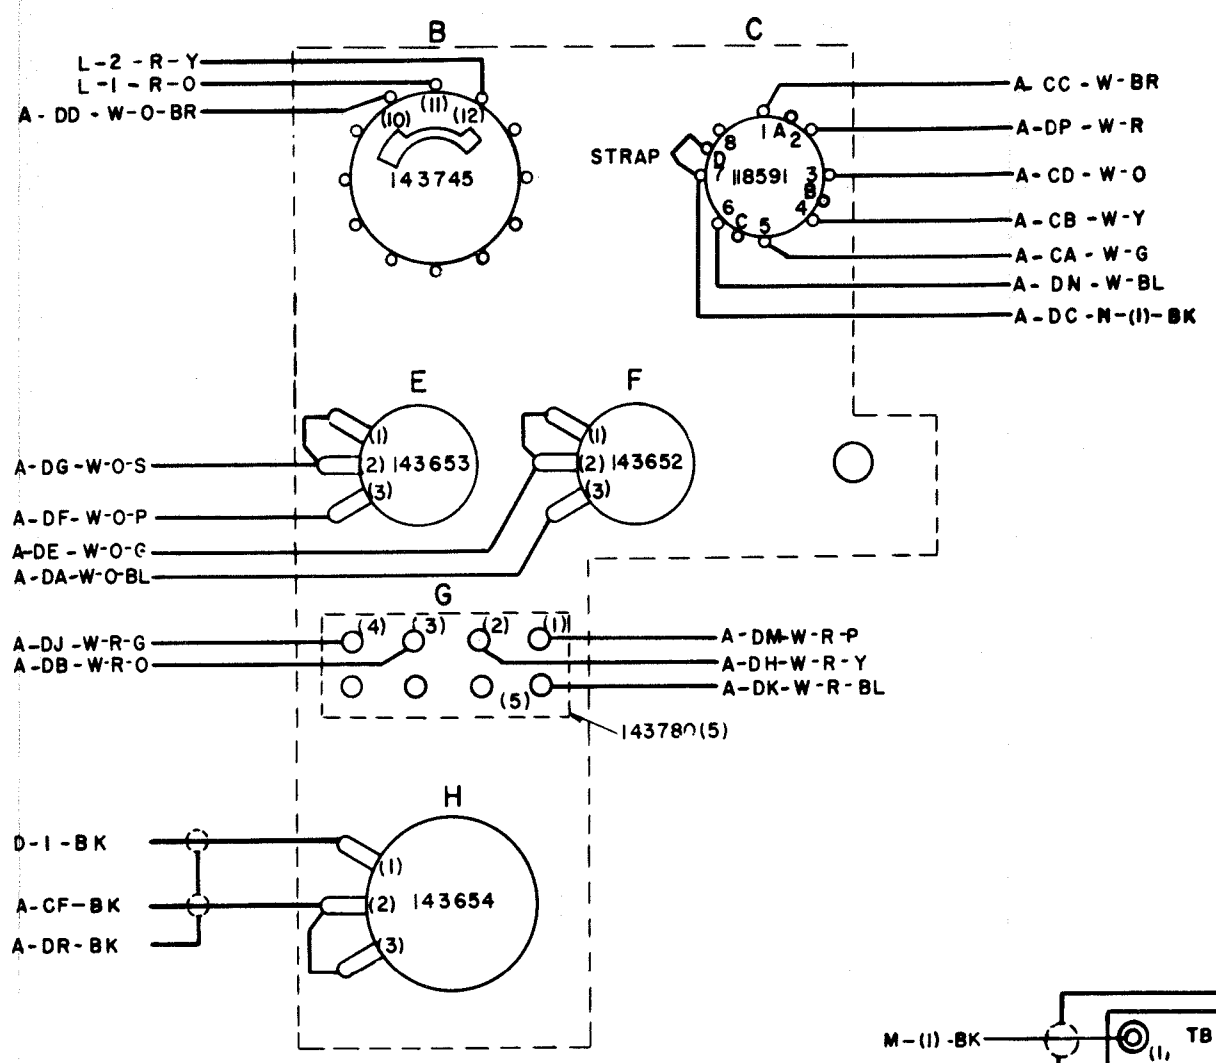 B
C
L-2-R-Y
L-1-R-O
A-DD-W-O-BR
(10)
(11)
(12)
143745
STRAP
8
1
A
2
D
7
118591
3
B
6
C
5
4
A-CC-W-BR
A-DP-W-R
A-CD-W-O
A-CB-W-Y
A-CA-W-G
A-DN-W-BL
A-DC-N-(1)-BK
E
F
(1)
(2)
143653
(3)
(1)
(2)
143652
(3)
A-DG-W-O-S
A-DF-W-O-P
A-DE-W-O-G
A-DA-W-O-BL
G
(4)
(3)
(2)
(1)
(5)
A-DJ-W-R-G
A-DB-W-R-O
A-DM-W-R-P
A-DH-W-R-Y
A-DK-W-R-BL
143780(5)
H
D-1-BK
A-CF-BK
A-DR-BK
(1)
(2)
143654
(3)
M-(1)-BK
(1,
TB